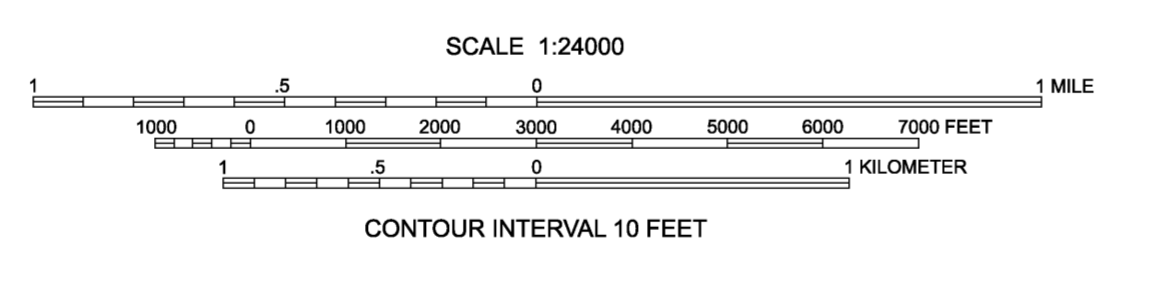 SCALE 1:24000
1 .5 0 1 MILE
1000 0 1000 2000 3000 4000 5000 6000 7000 FEET
1 .5 0 1 KILOMETER
CONTOUR INTERVAL 10 FEET